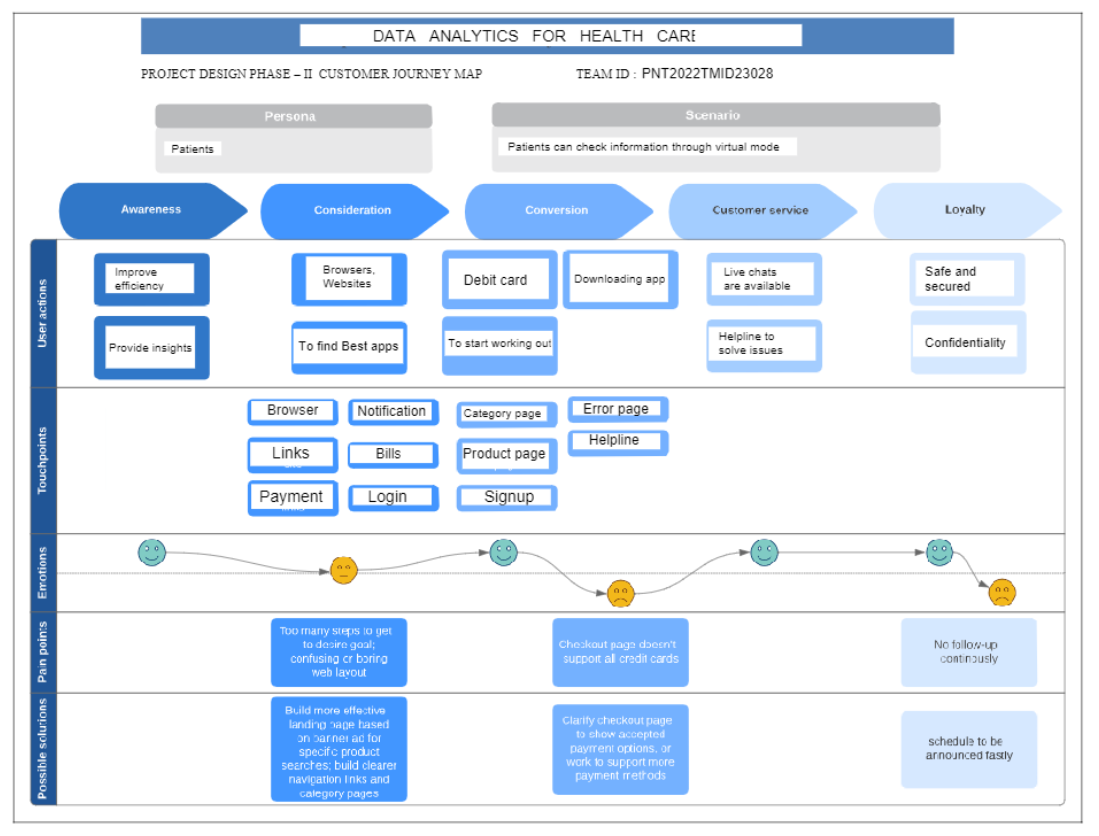 DATA ANALYTICS FOR HEALTH CARE
PROJECT DESIGN PHASE – II CUSTOMER JOURNEY MAP
TEAM ID : PNT2022TMID23028
Persona
Patients
Scenario
Patients can check information through virtual mode
Awareness
Consideration
Conversion
Customer service
Loyalty
User actions
Improve
efficiency
Provide insights
Browsers,
Websites
To find Best apps
Debit card
Downloading app
To start working out
Live chats
are available
Helpline to
solve issues
Safe and
secured
Confidentiality
Touchpoints
Browser
Notification
Links
Bills
Payment
Login
Category page
Error page
Product page
Helpline
Signup
Emotions
Pain points
Too many steps to get
to desire goal;
confusing or boring
web layout
Checkout page doesn't
support all credit cards
No follow-up
continously
Possible solutions
Build more effective
landing page based
on banner ad for
specific product
searches; build clearer
navigation links and
category pages
Clarify checkout page
to show accepted
payment options, or
work to support more
payment methods
schedule to be
announced fastly